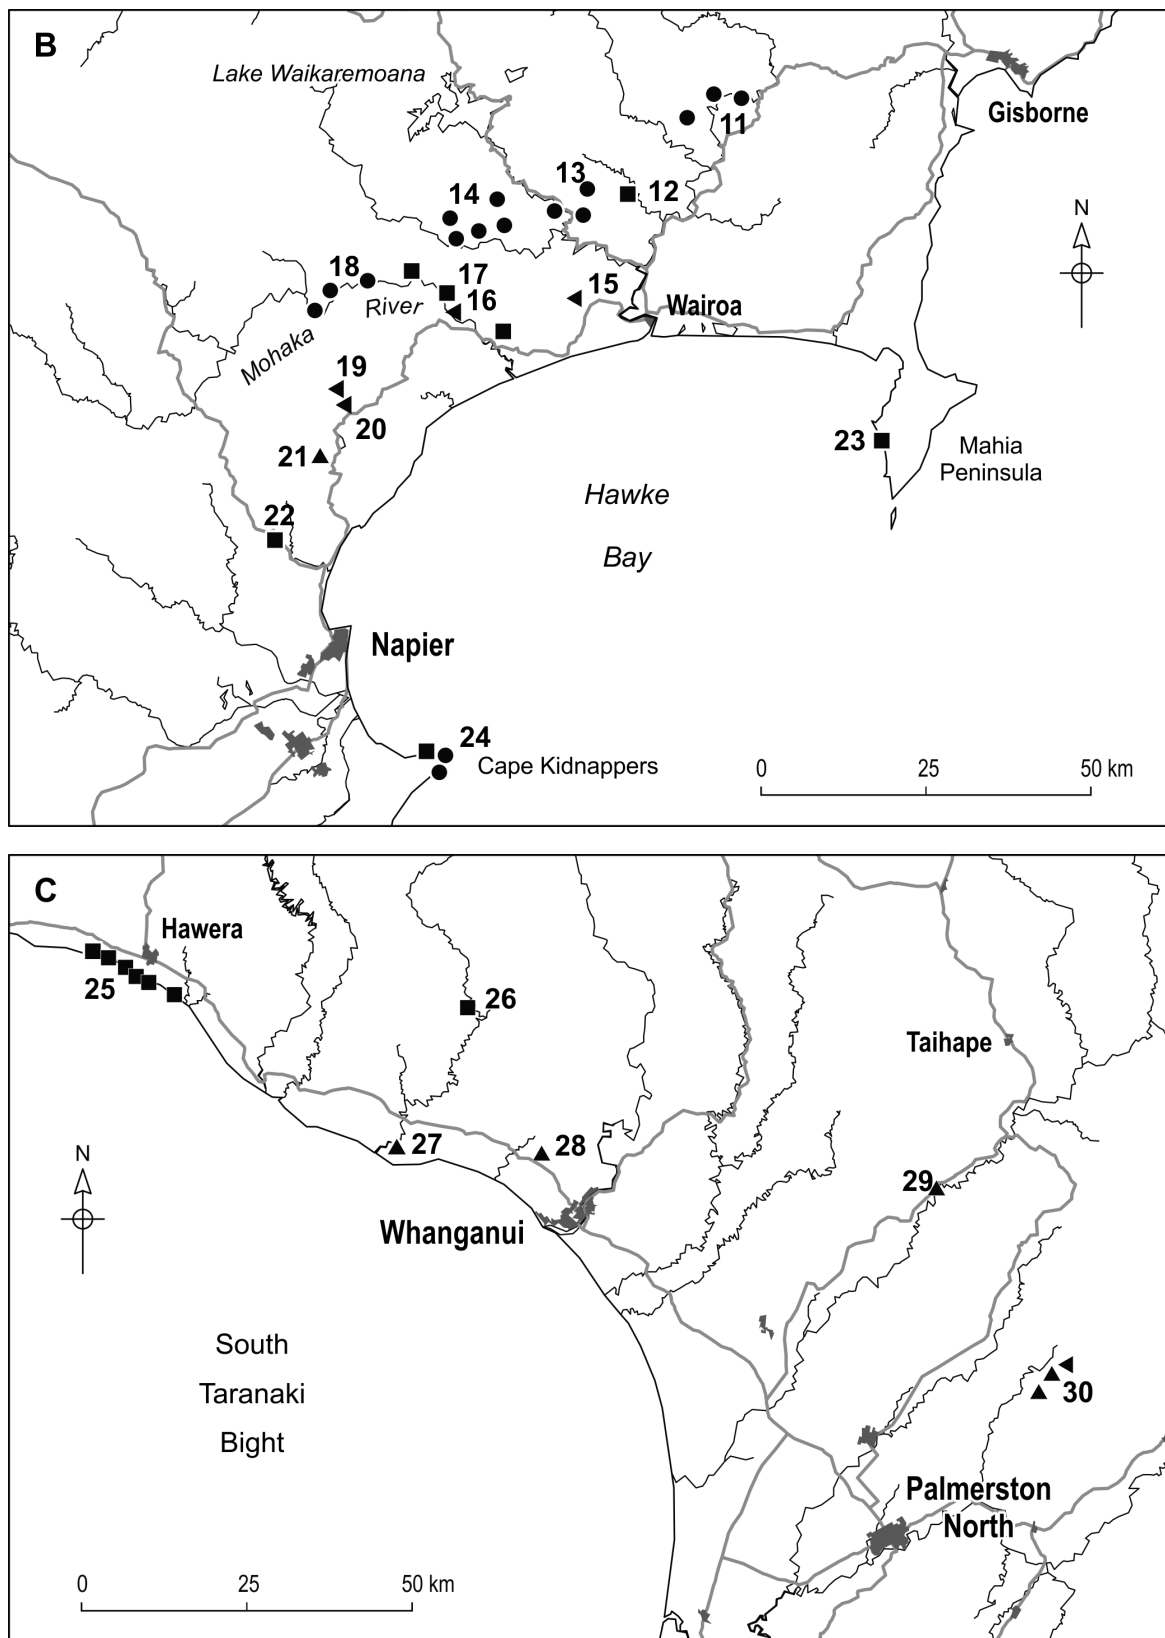 B
Lake Waikaremoana
Gisborne
11
13
12
14
N
18
17
15
16
River
Wairoa
Mohaka
19
20
23
Mahia
Peninsula
21
Hawke
22
Bay
Napier
24
Cape Kidnappers
0 25 50 km
C
Hawera
25
26
Taihape
N
27
28
29
Whanganui
South
Taranaki
Bight
30
Palmerston
North
0 25 50 km